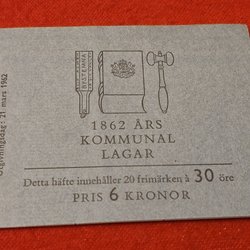 Utgivningsdag: 21 mars 1962
1862 ÅRS
KOMMUNAL
LAGAR
Detta häfte innehåller 20 frimärken à 30 öre
PRIS 6 KRONOR